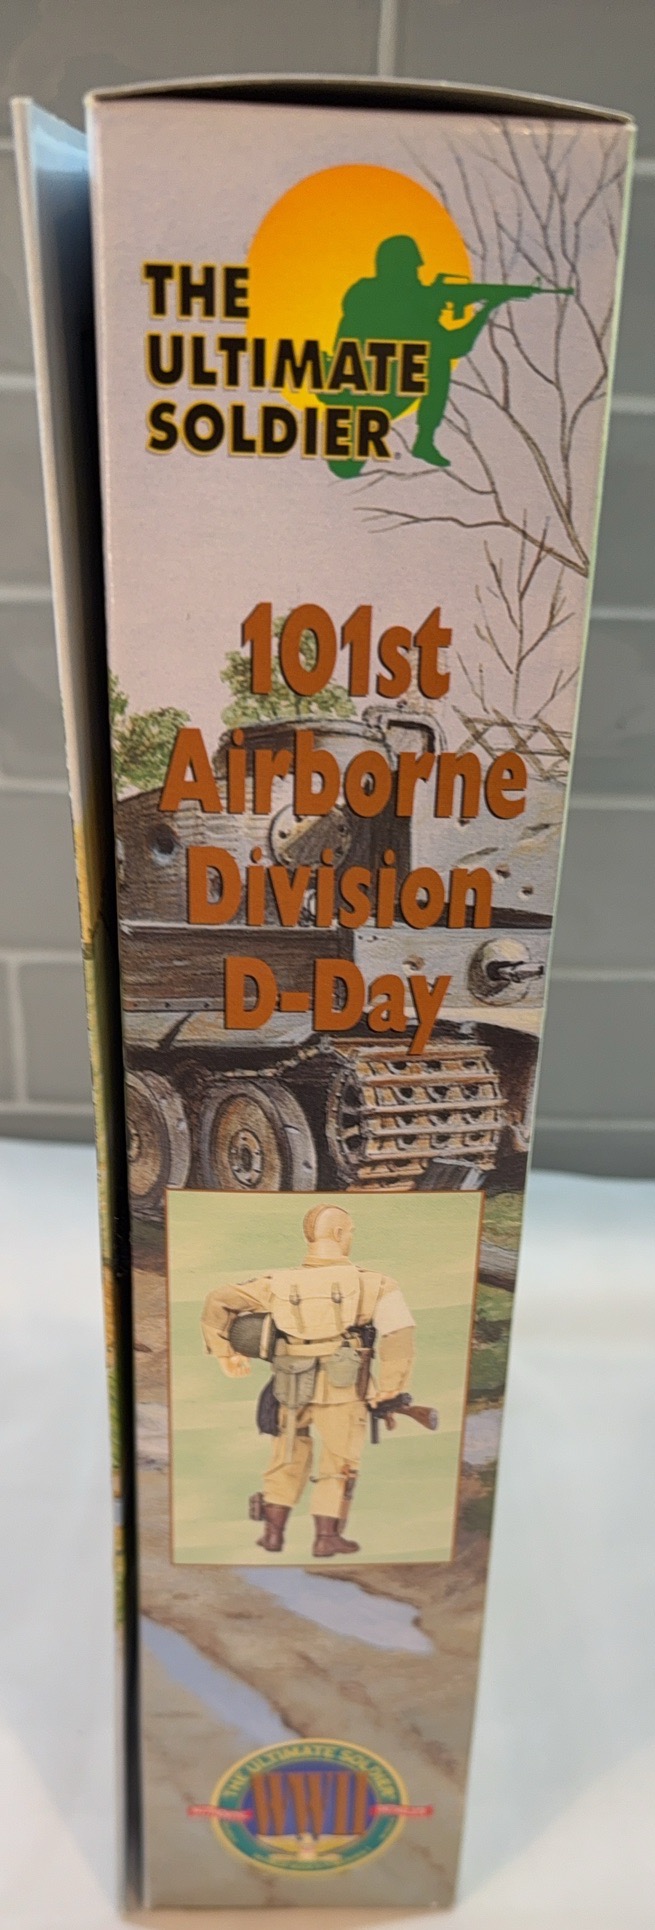 THE
ULTIMATE
SOLDIER
101st
Airborne
Division
D-Day
THE ULTIMATE SOLDIER
WWII